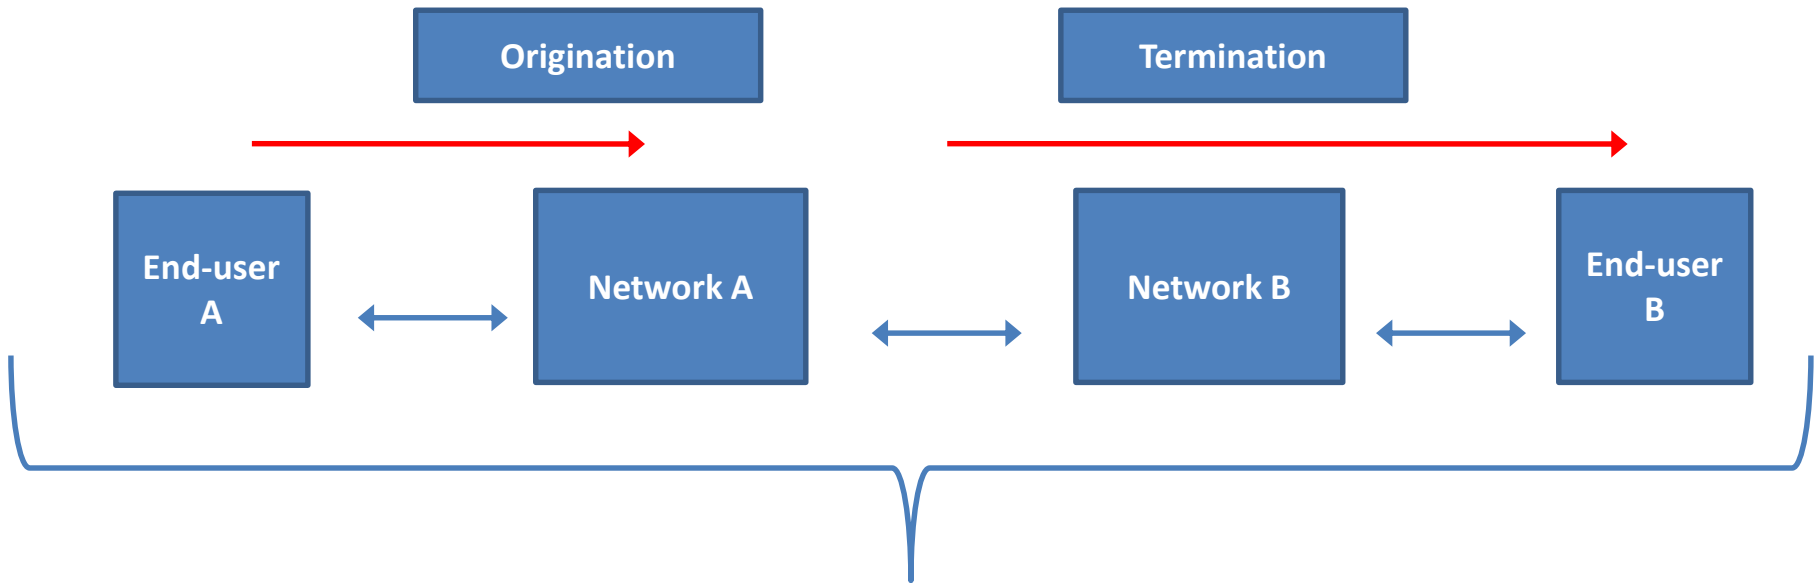 Origination
Termination
End-user
A
Network A
Network B
End-user
B